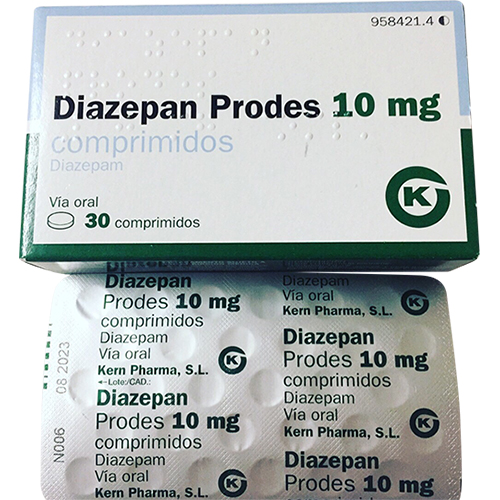 958421.4
Diazepan Prodes 10 mg
comprimidos
Diazepam
Vía oral
30 comprimidos
K
Diazepan
Prodes 10 mg
comprimidos
Diazepam
Vía oral
Kern Pharma, S.L.
Lote:/CAD.:
K
Diazepam
Vía oral
Kern Pharma, S.L.
K
Diazepan
Prodes 10 mg
comprimidos
Diazepam
Vía oral
Kern Pharma, S.L.
K
Diazepan
Prodes 10 mg
comprimidos
Diazepam
Vía oral
Kern Pharma, S.L.
Diazepan
Prodes 10 mg
N006
08 2023